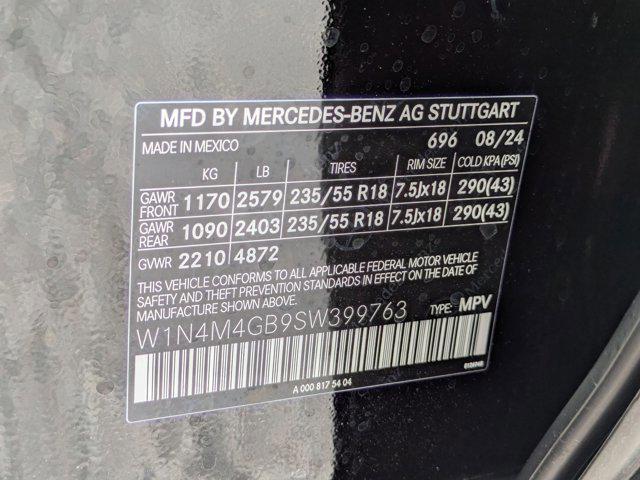 MFD BY MERCEDES-BENZ AG STUTTGART
MADE IN MEXICO 696 08/24
KG LB TIRES RIM SIZE COLD KPA (PSI)
GAWR FRONT 1170 2579 235/55 R18 7.5Jx18 290(43)
GAWR REAR 1090 2403 235/55 R18 7.5Jx18 290(43)
GVWR 2210 4872
THIS VEHICLE CONFORMS TO ALL APPLICABLE FEDERAL MOTOR VEHICLE
SAFETY AND THEFT PREVENTION STANDARDS IN EFFECT ON THE DATE OF
MANUFACTURE SHOWN ABOVE.
W1N4M4GB9SW399763 TYPE: MPV
A 000 817 54 04